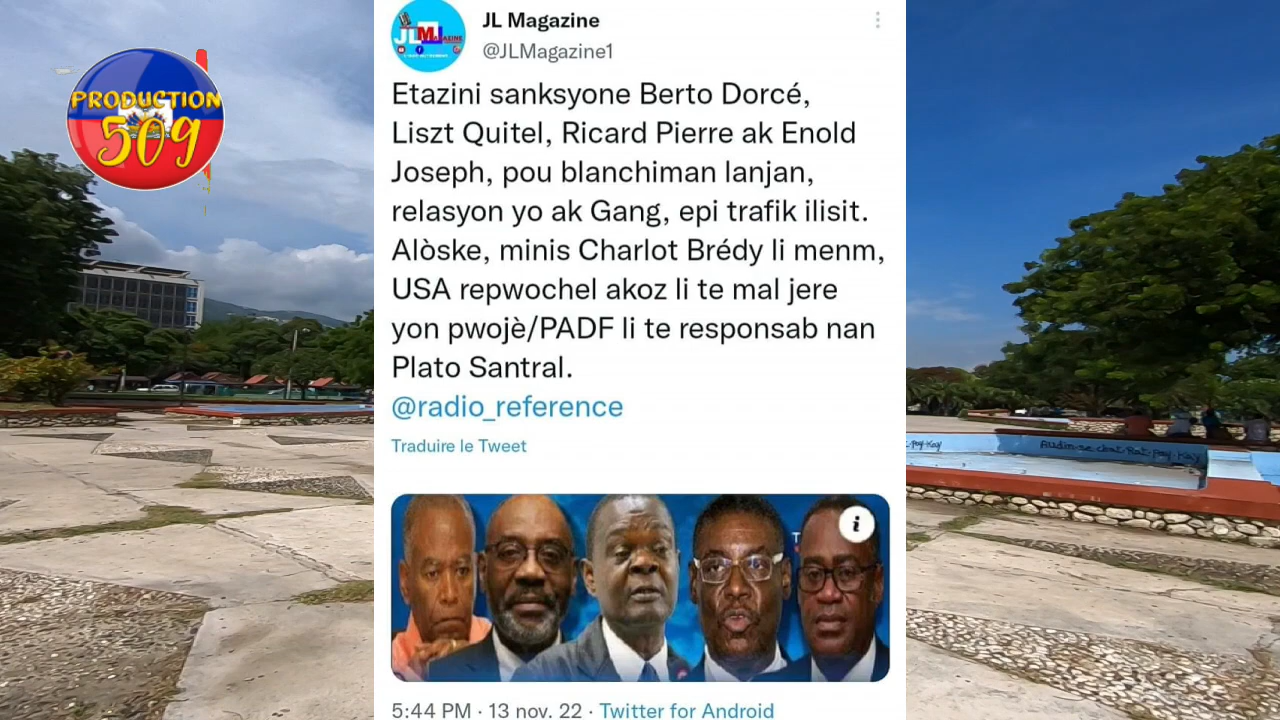 PRODUCTION
509
JL Magazine
@JLMagazine1
Etazini sanksyone Berto Dorcé,
Liszt Quitel, Ricard Pierre ak Enold
Joseph, pou blanchiman lanjan,
relasyon yo ak Gang, epi trafik ilisit.
Alòske, minis Charlot Brédy li menm,
USA repwochel akoz li te mal jere
yon pwojè/PADF li te responsab nan
Plato Santral.
@radio_reference
Traduire le Tweet
5:44 PM · 13 nov. 22 · Twitter for Android